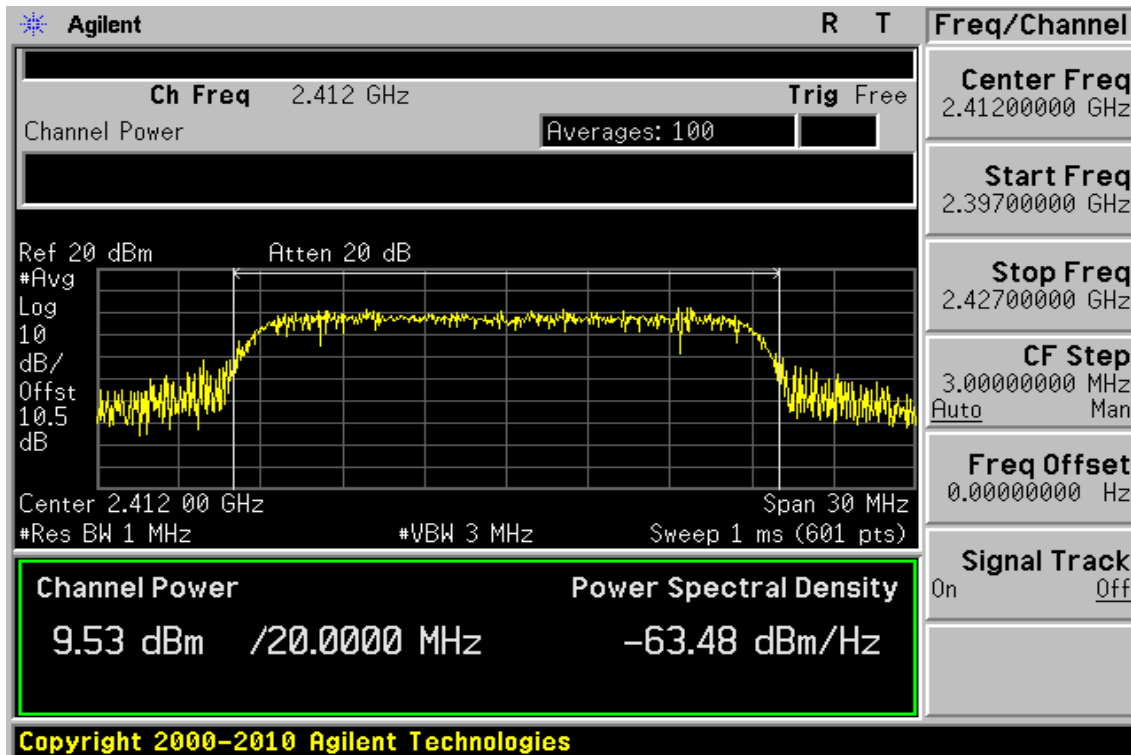 Agilent R T
Freq/Channel
Ch Freq 2.412 GHz Trig Free
Channel Power Averages: 100
Ref 20 dBm Atten 20 dB
#Avg
Log
10
dB/
Offst
10.5
dB
Center 2.412 00 GHz Span 30 MHz
#Res BW 1 MHz #VBW 3 MHz Sweep 1 ms (601 pts)
Channel Power Power Spectral Density
9.53 dBm /20.0000 MHz -63.48 dBm/Hz
Center Freq
2.41200000 GHz
Start Freq
2.39700000 GHz
Stop Freq
2.42700000 GHz
CF Step
3.00000000 MHz
Auto Man
Freq Offset
0.00000000 Hz
Signal Track
On Off
Copyright 2000-2010 Agilent Technologies